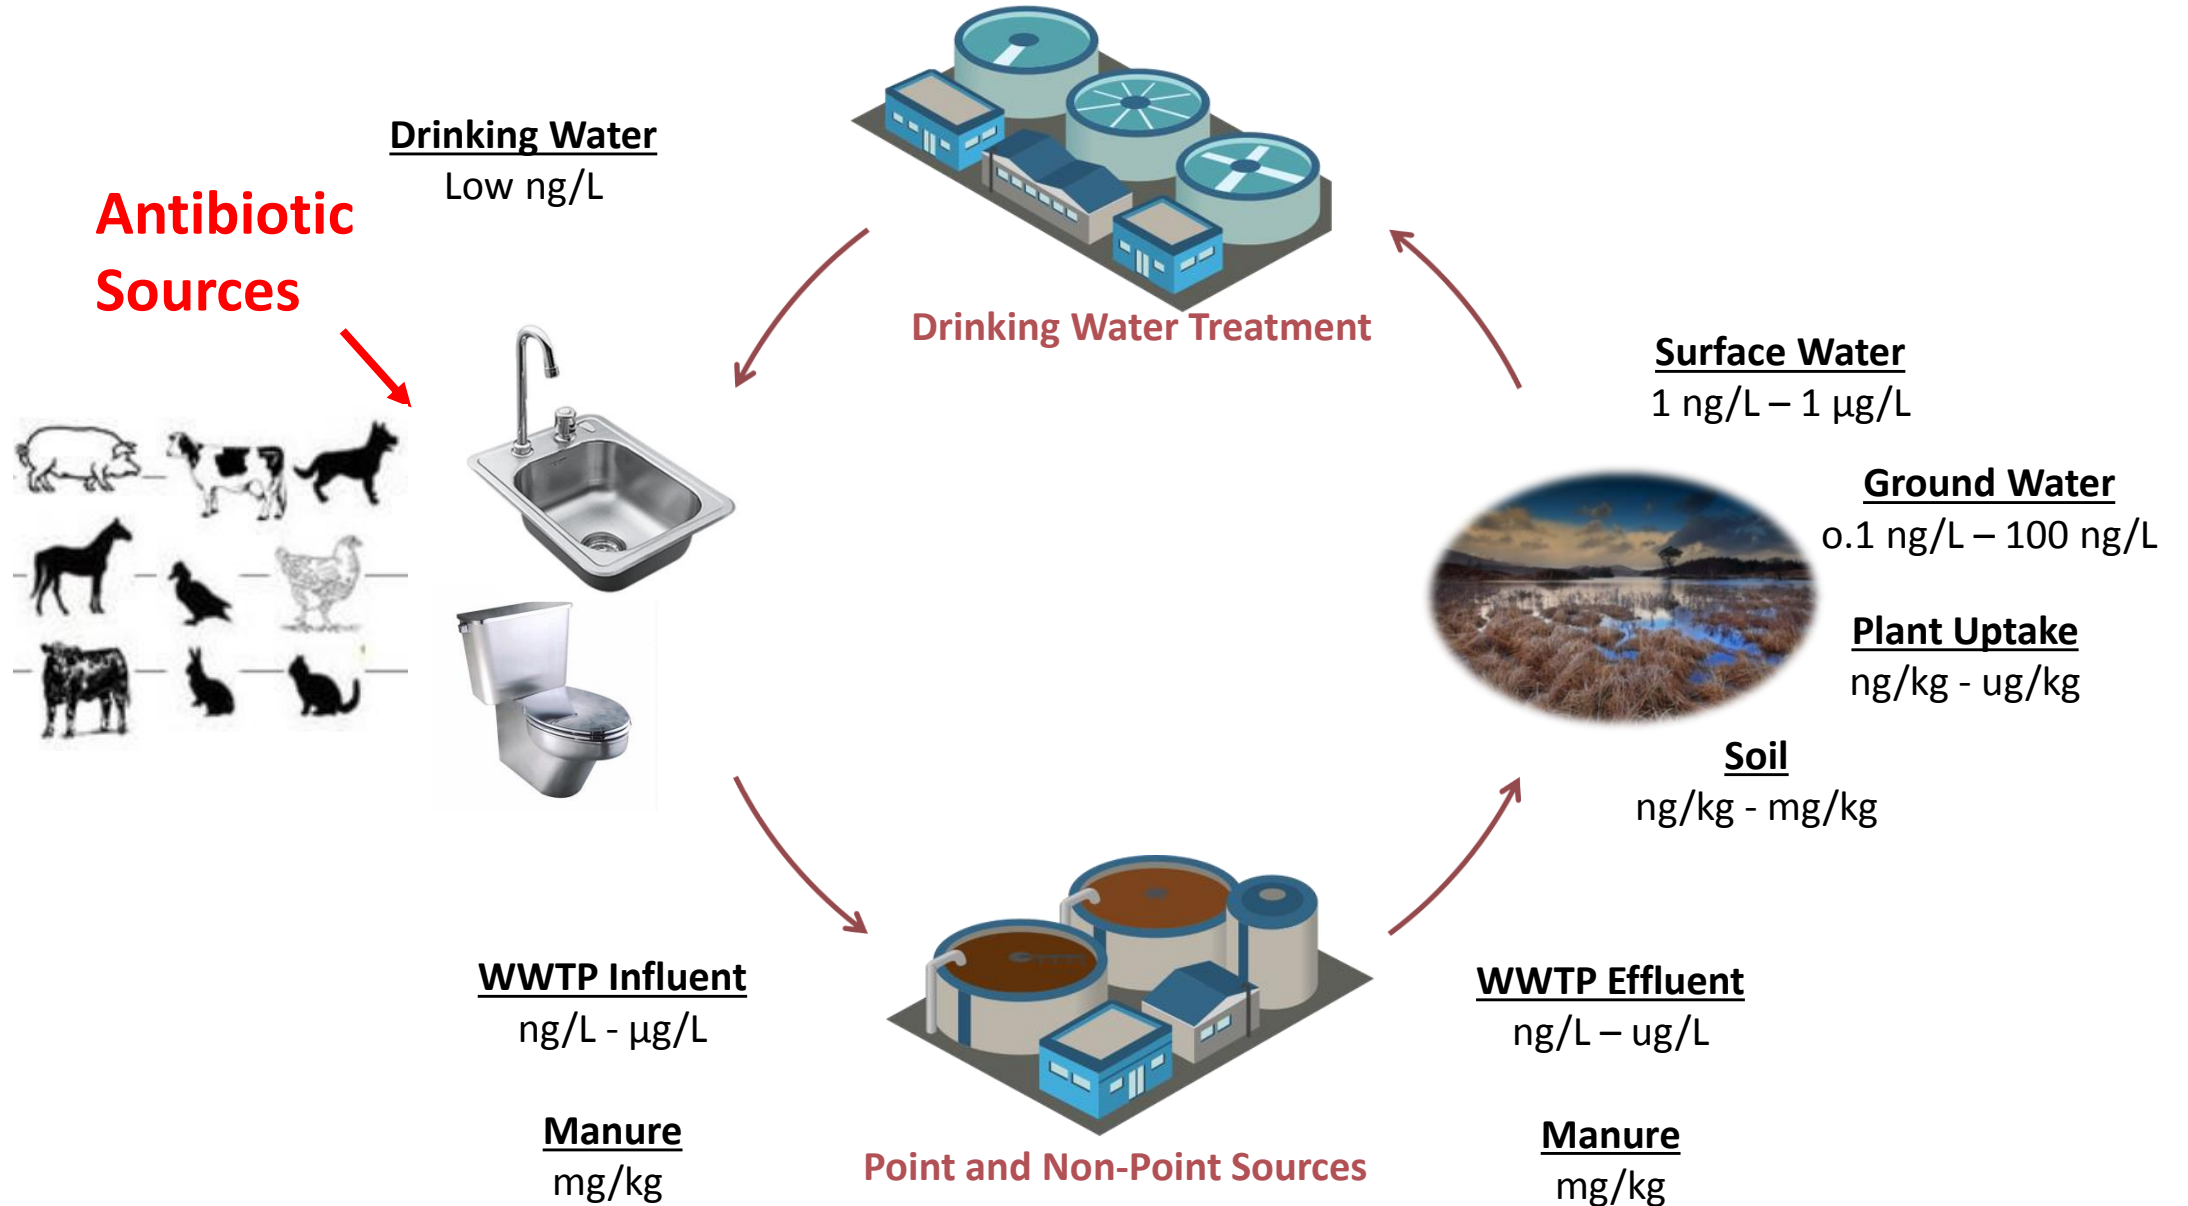 Drinking Water
Low ng/L
Antibiotic
Sources
Drinking Water Treatment
Surface Water
1 ng/L – 1 µg/L
Ground Water
o.1 ng/L – 100 ng/L
Plant Uptake
ng/kg - ug/kg
Soil
ng/kg - mg/kg
WWTP Influent
ng/L - µg/L
Manure
mg/kg
Point and Non-Point Sources
WWTP Effluent
ng/L – ug/L
Manure
mg/kg